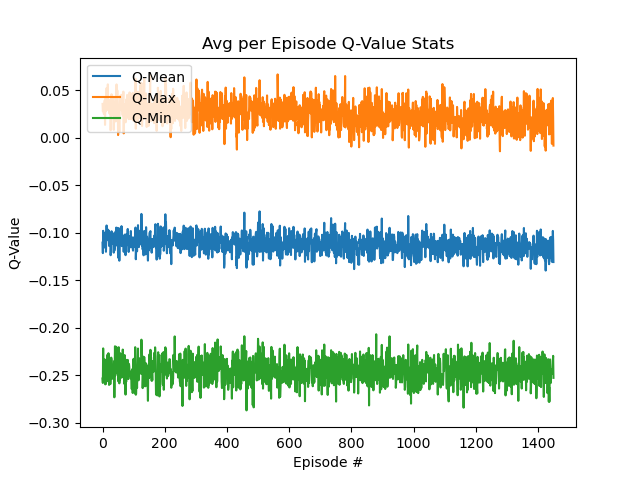 Avg per Episode Q-Value Stats
Q-Mean
Q-Max
Q-Min
0.05
0.00
−0.05
−0.10
−0.15
−0.20
−0.25
−0.30
Q-Value
0 200 400 600 800 1000 1200 1400
Episode #